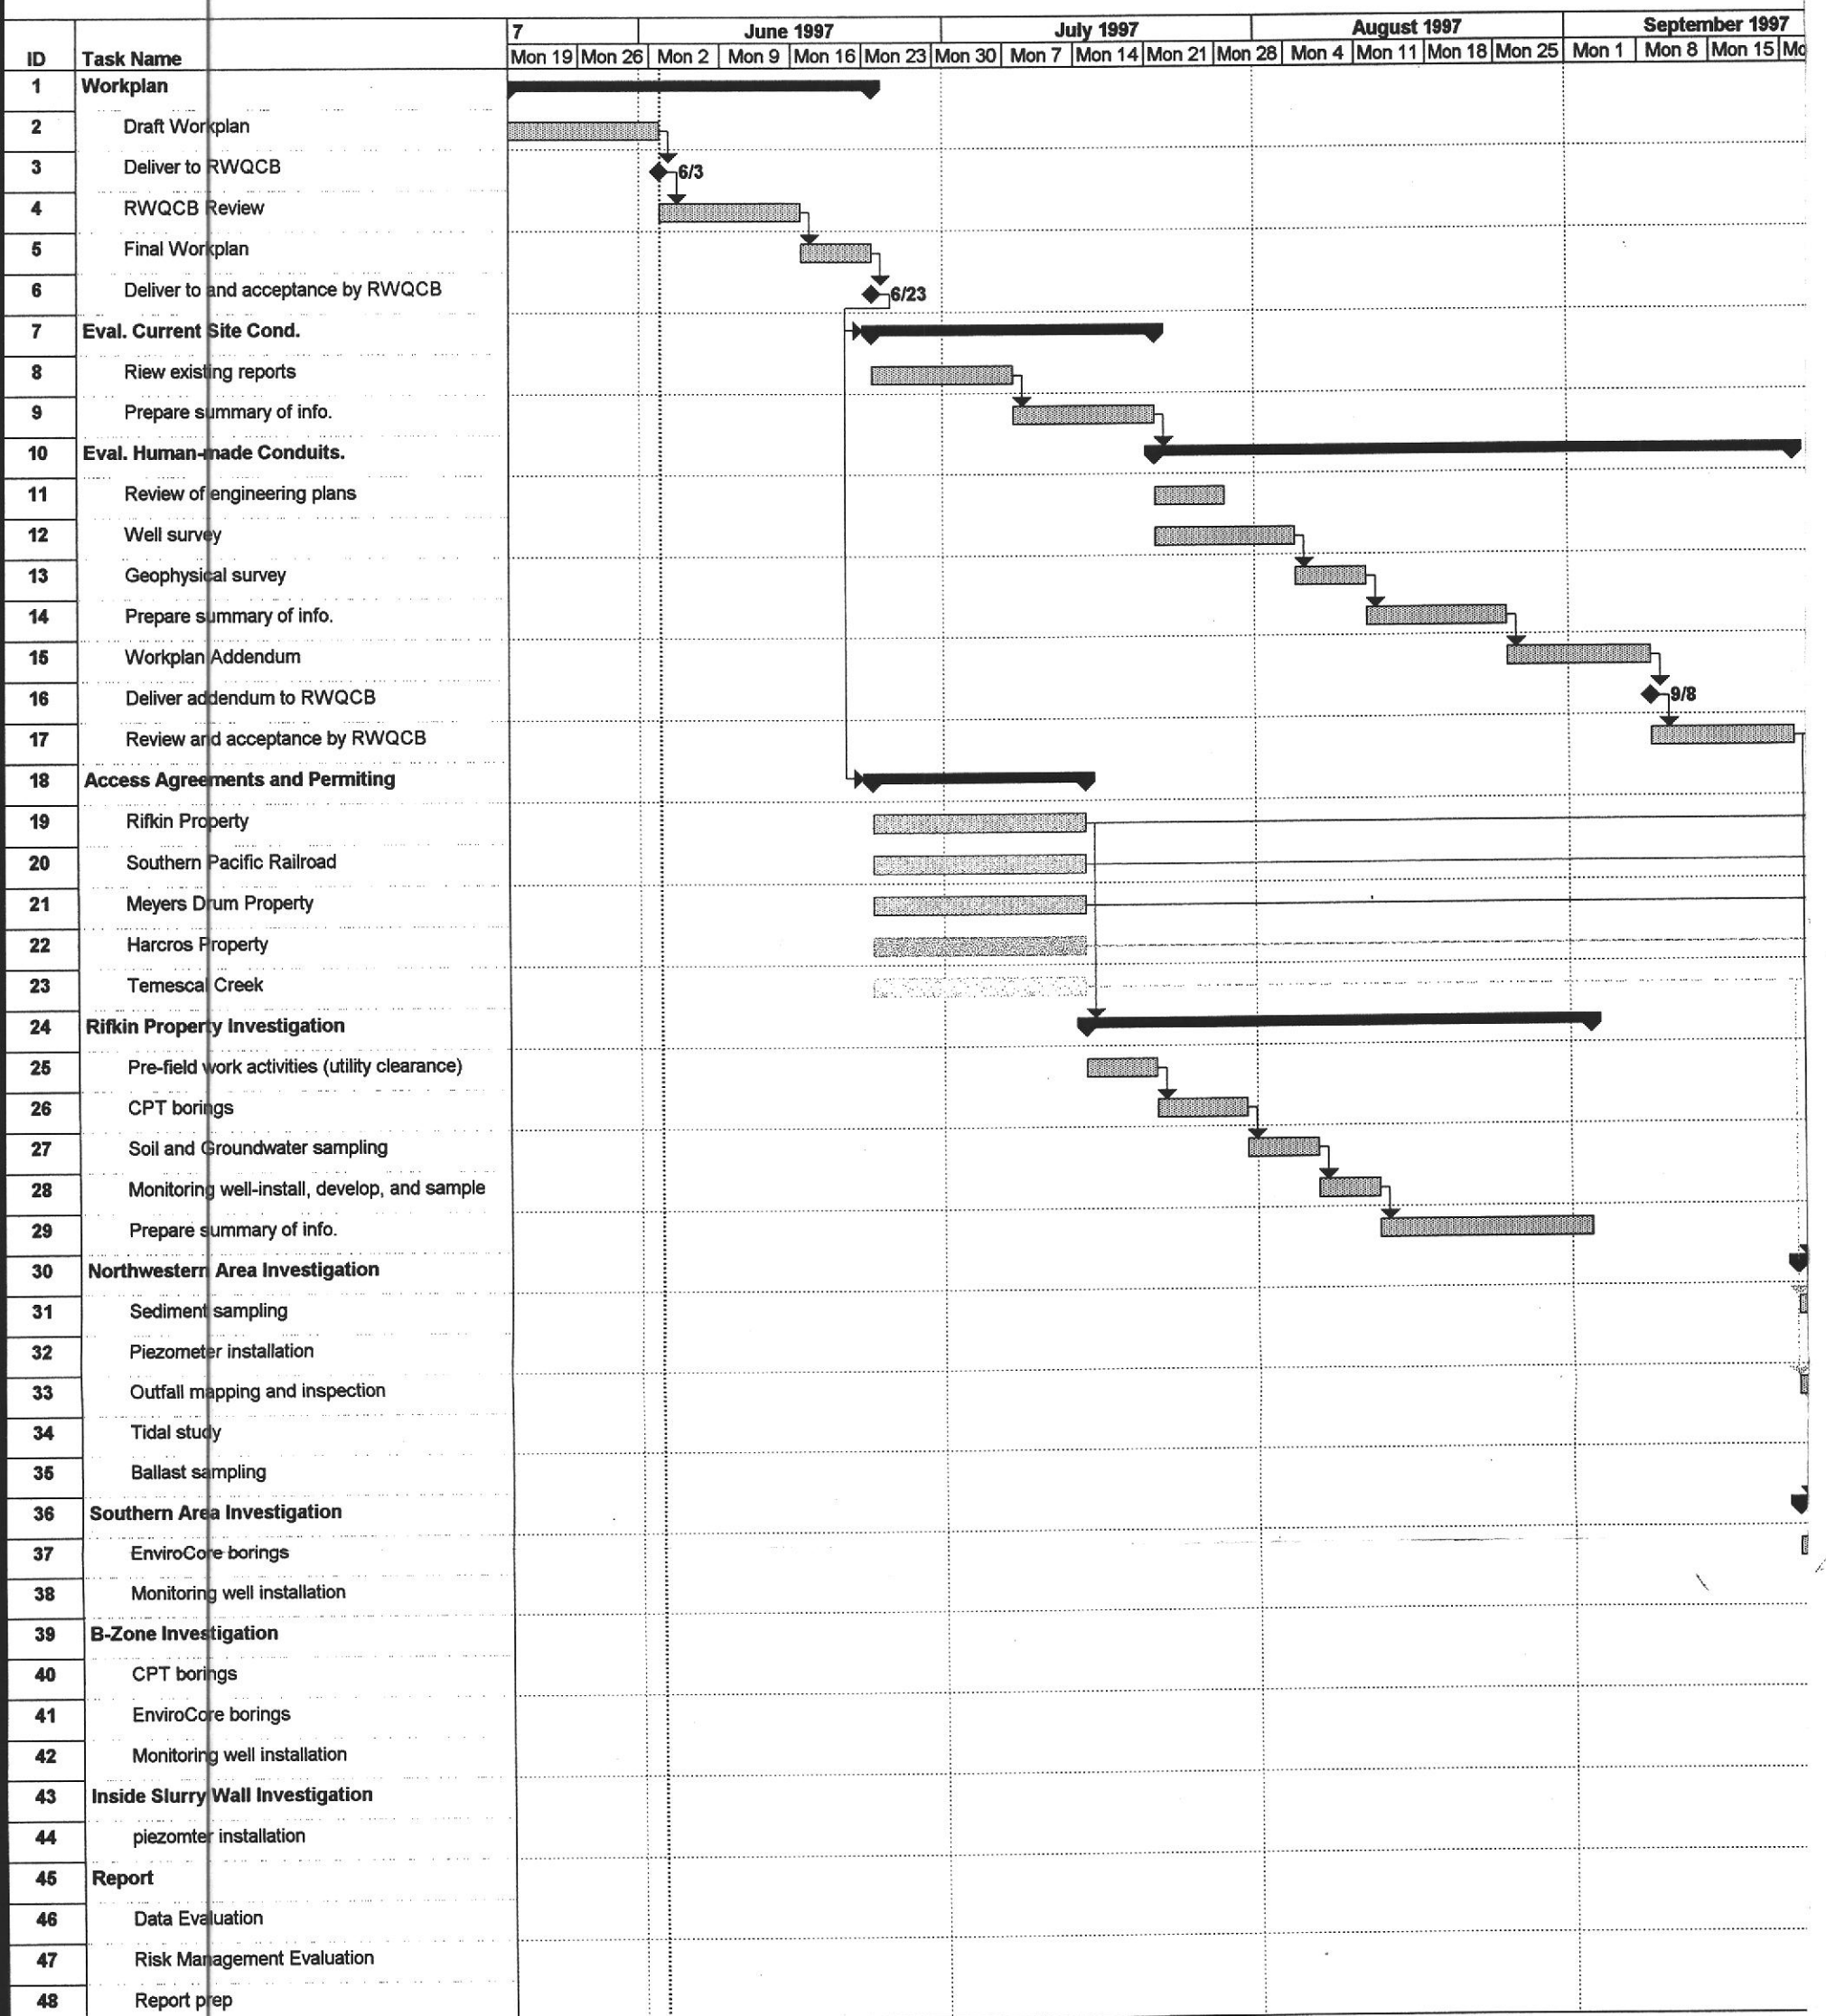 7 June 1997 July 1997 August 1997 September 1997
ID Task Name Mon 19 Mon 26 Mon 2 Mon 9 Mon 16 Mon 23 Mon 30 Mon 7 Mon 14 Mon 21 Mon 28 Mon 4 Mon 11 Mon 18 Mon 25 Mon 1 Mon 8 Mon 15 Mo
1 Workplan
2 Draft Workplan
3 Deliver to RWQCB 6/3
4 RWQCB Review
5 Final Workplan
6 Deliver to and acceptance by RWQCB 6/23
7 Eval. Current Site Cond.
8 Riew existing reports
9 Prepare summary of info.
10 Eval. Human-made Conduits.
11 Review of engineering plans
12 Well survey
13 Geophysical survey
14 Prepare summary of info.
15 Workplan Addendum
16 Deliver addendum to RWQCB 9/8
17 Review and acceptance by RWQCB
18 Access Agreements and Permiting
19 Rifkin Property
20 Southern Pacific Railroad
21 Meyers Drum Property
22 Harcros Property
23 Temescal Creek
24 Rifkin Property Investigation
25 Pre-field work activities (utility clearance)
26 CPT borings
27 Soil and Groundwater sampling
28 Monitoring well-install, develop, and sample
29 Prepare summary of info.
30 Northwestern Area Investigation
31 Sediment sampling
32 Piezometer installation
33 Outfall mapping and inspection
34 Tidal study
35 Ballast sampling
36 Southern Area Investigation
37 EnviroCore borings
38 Monitoring well installation
39 B-Zone Investigation
40 CPT borings
41 EnviroCore borings
42 Monitoring well installation
43 Inside Slurry Wall Investigation
44 piezomter installation
45 Report
46 Data Evaluation
47 Risk Management Evaluation
48 Report prep